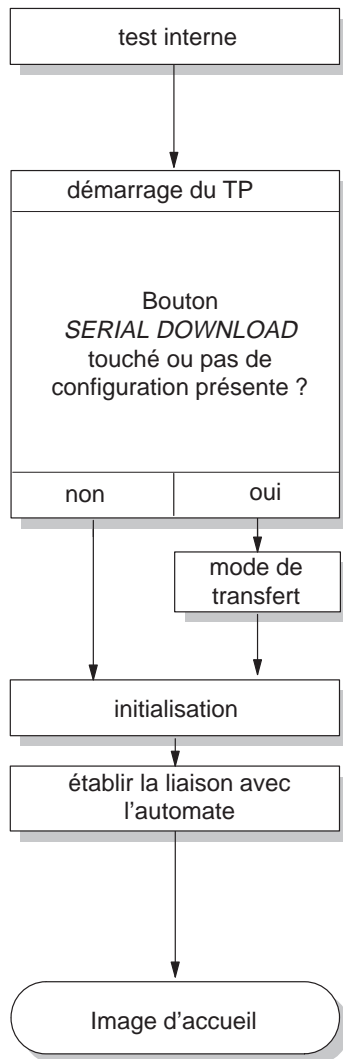 test interne
démarrage du TP
Bouton
SERIAL DOWNLOAD
touché ou pas de
configuration présente ?
non
oui
mode de
transfert
initialisation
établir la liaison avec
l'automate
Image d'accueil